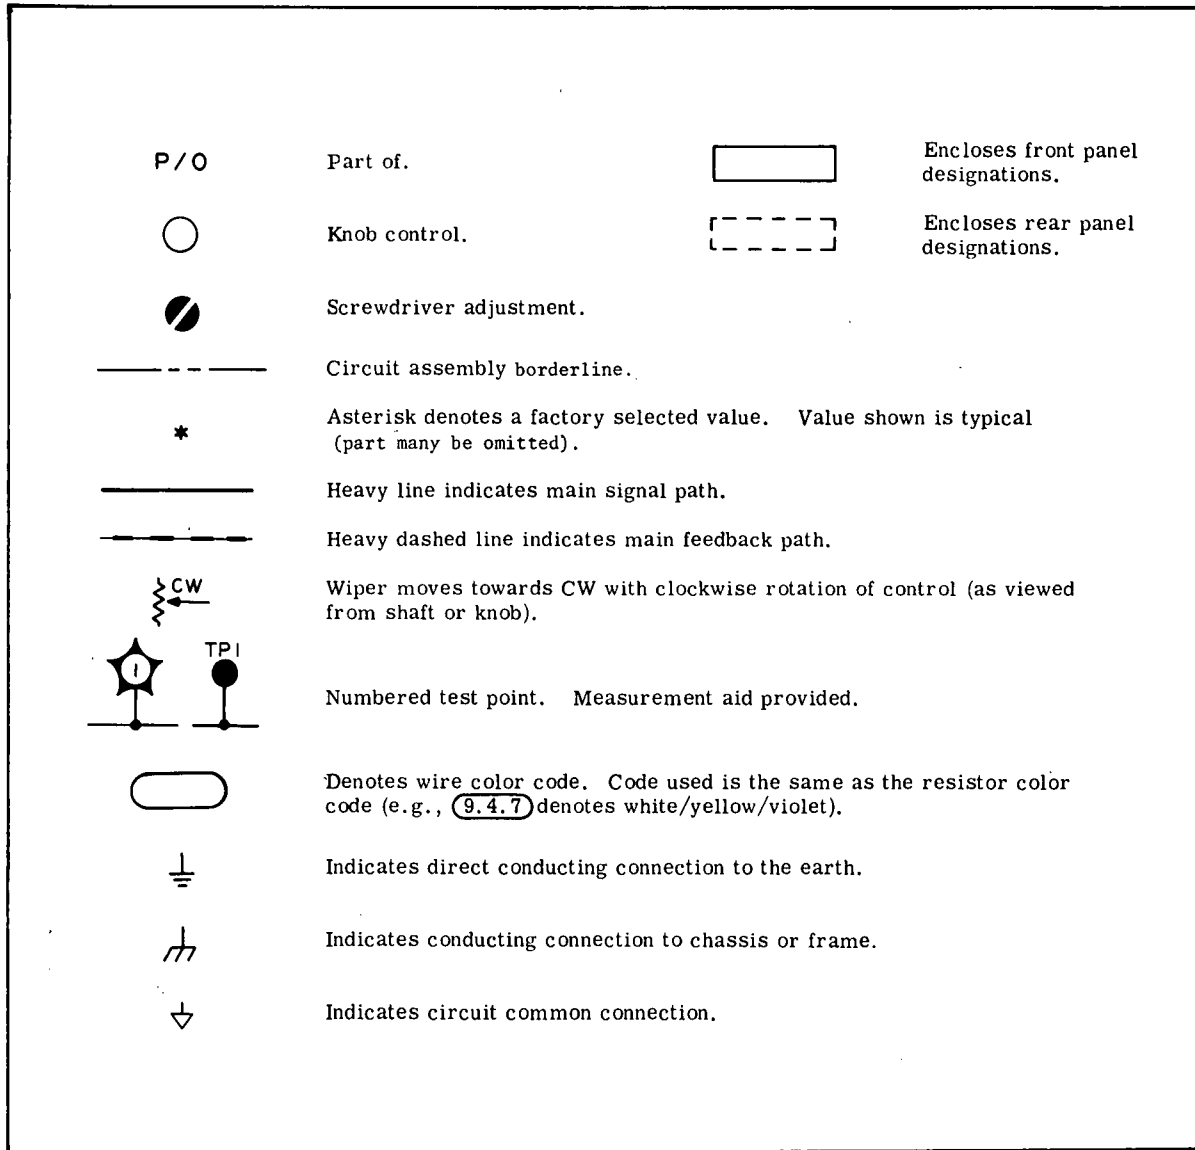 P/O Part of. Encloses front panel
designations.
Knob control. Encloses rear panel
designations.
Screwdriver adjustment.
Circuit assembly borderline.
* Asterisk denotes a factory selected value. Value shown is typical
(part many be omitted).
Heavy line indicates main signal path.
Heavy dashed line indicates main feedback path.
CW Wiper moves towards CW with clockwise rotation of control (as viewed
from shaft or knob).
1 TP1 Numbered test point. Measurement aid provided.
Denotes wire color code. Code used is the same as the resistor color
code (e.g., 9.4.7 denotes white/yellow/violet).
Indicates direct conducting connection to the earth.
Indicates conducting connection to chassis or frame.
Indicates circuit common connection.